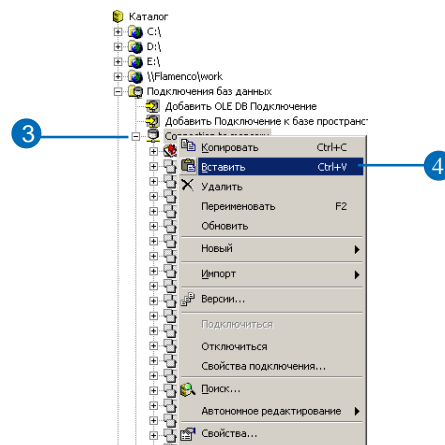 Каталог
C:\
D:\
E:\
\\Flamenco\work
Подключения баз данных
Добавить OLE DB Подключение
Добавить Подключение к базе пространс
3
Копировать Ctrl+C
Вставить Ctrl+V
4
Удалить
Переименовать F2
Обновить
Новый
Импорт
Версии...
Подключиться
Отключиться
Свойства подключения...
Поиск...
Автономное редактирование
Свойства...